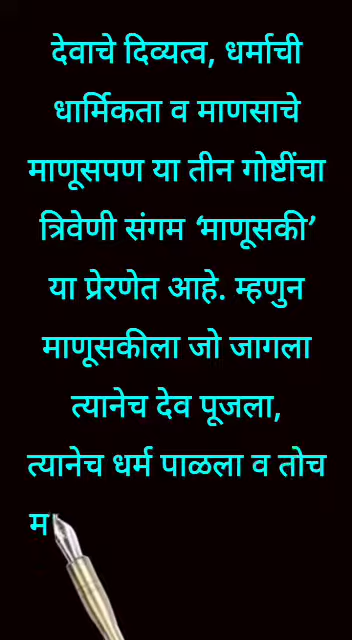 देवाचे दिव्यत्व, धर्माची
धार्मिकता व माणसाचे
माणूसपण या तीन गोष्टींचा
त्रिवेणी संगम ‘माणूसकी’
या प्रेरणेत आहे. म्हणुन
माणूसकीला जो जागला
त्यानेच देव पूजला,
त्यानेच धर्म पाळला व तोच
म